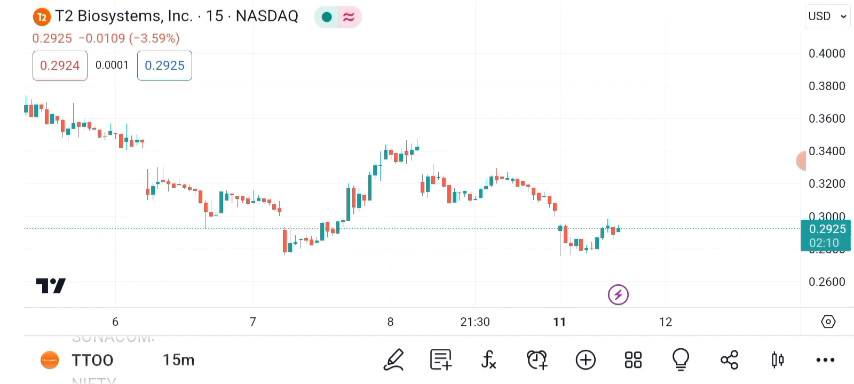 T2 Biosystems, Inc. · 15 · NASDAQ
USD
0.2925 −0.0109 (−3.59%)
0.2924 0.0001 0.2925
0.4000
0.3800
0.3600
0.3400
0.3200
0.3000
0.2925
02:10
0.2600
6 7 8 21:30 11 12
TTOO 15m